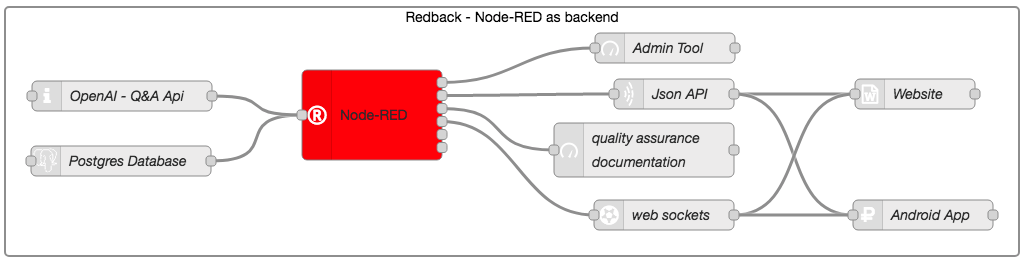 Redback - Node-RED as backend
Admin Tool
OpenAI - Q&A Api
Json API
Website
Node-RED
quality assurance
documentation
Postgres Database
web sockets
Android App